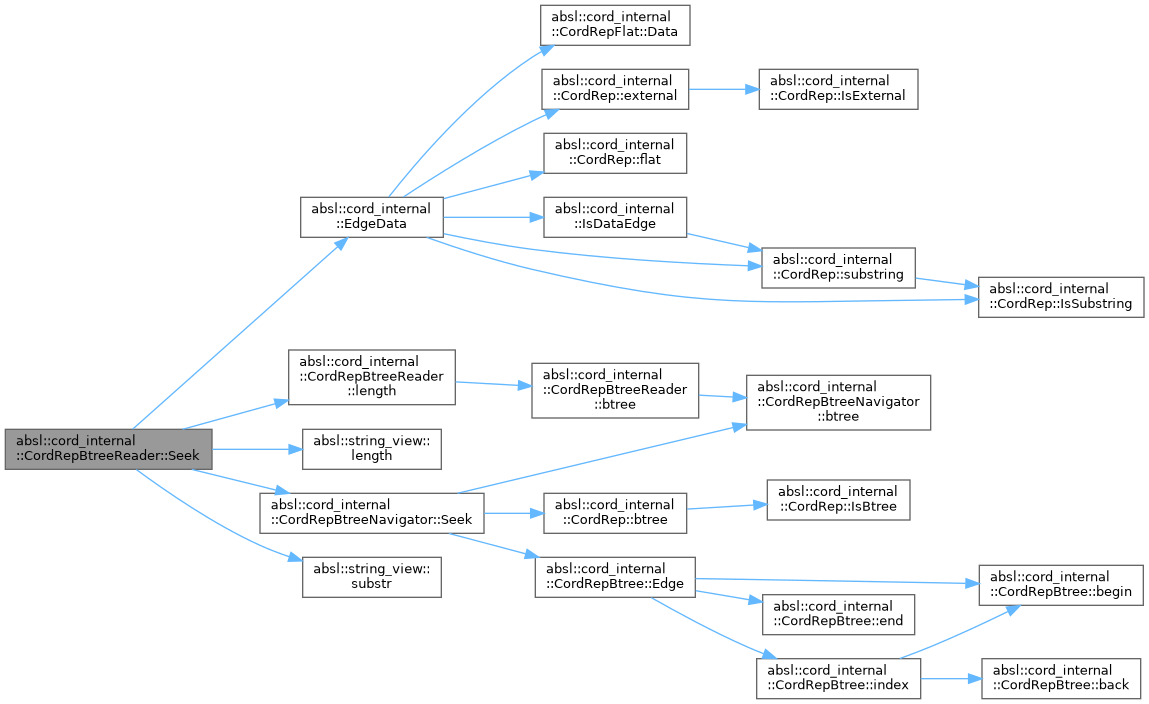 absl::cord_internal
::CordRepFlat::Data
absl::cord_internal
::CordRep::external
absl::cord_internal
::CordRep::IsExternal
absl::cord_internal
::CordRep::flat
absl::cord_internal
::EdgeData
absl::cord_internal
::IsDataEdge
absl::cord_internal
::CordRep::substring
absl::cord_internal
::CordRep::IsSubstring
absl::cord_internal
::CordRepBtreeReader
::length
absl::cord_internal
::CordRepBtreeReader
::btree
absl::cord_internal
::CordRepBtreeNavigator
::btree
absl::cord_internal
::CordRepBtreeReader::Seek
absl::string_view::
length
absl::cord_internal
::CordRepBtreeNavigator::Seek
absl::cord_internal
::CordRep::btree
absl::cord_internal
::CordRep::IsBtree
absl::string_view::
substr
absl::cord_internal
::CordRepBtree::Edge
absl::cord_internal
::CordRepBtree::begin
absl::cord_internal
::CordRepBtree::end
absl::cord_internal
::CordRepBtree::index
absl::cord_internal
::CordRepBtree::back